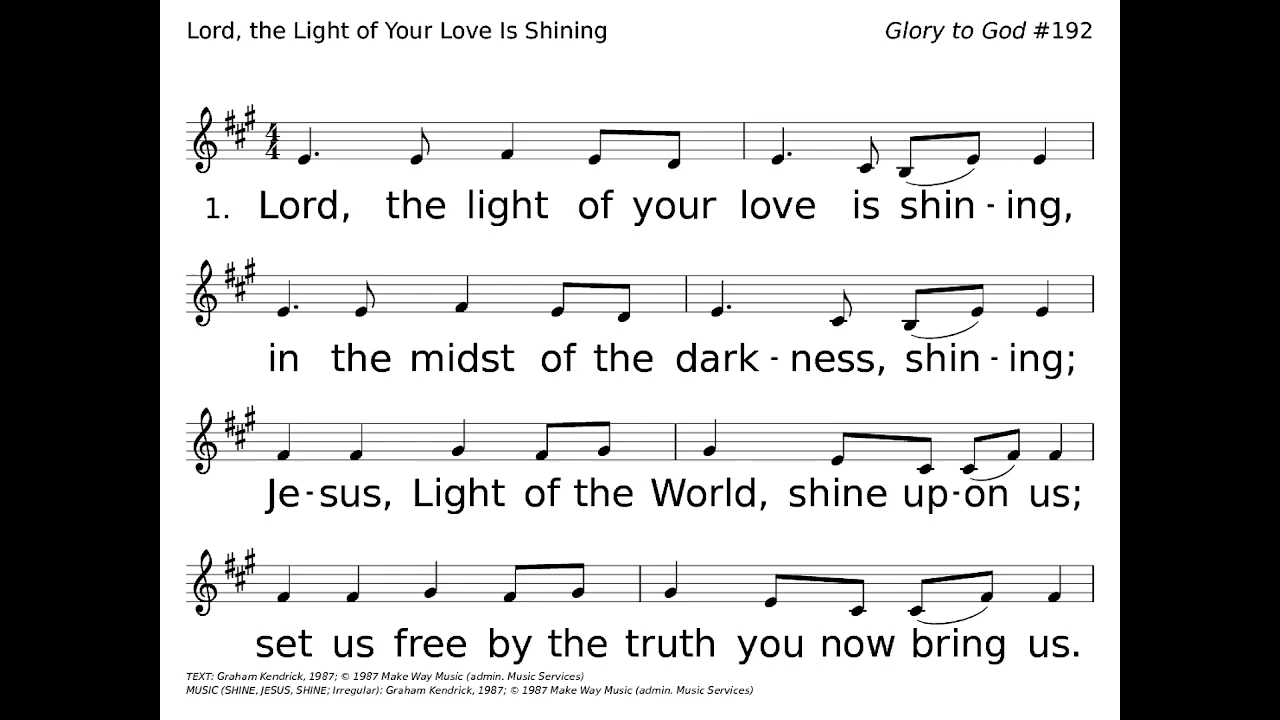 Lord, the Light of Your Love Is Shining Glory to God #192
1. Lord, the light of your love is shin - ing,
in the midst of the dark - ness, shin - ing;
Je - sus, Light of the World, shine up - on us;
set us free by the truth you now bring us.
TEXT: Graham Kendrick, 1987; © 1987 Make Way Music (admin. Music Services)
MUSIC (SHINE, JESUS, SHINE; Irregular): Graham Kendrick, 1987; © 1987 Make Way Music (admin. Music Services)